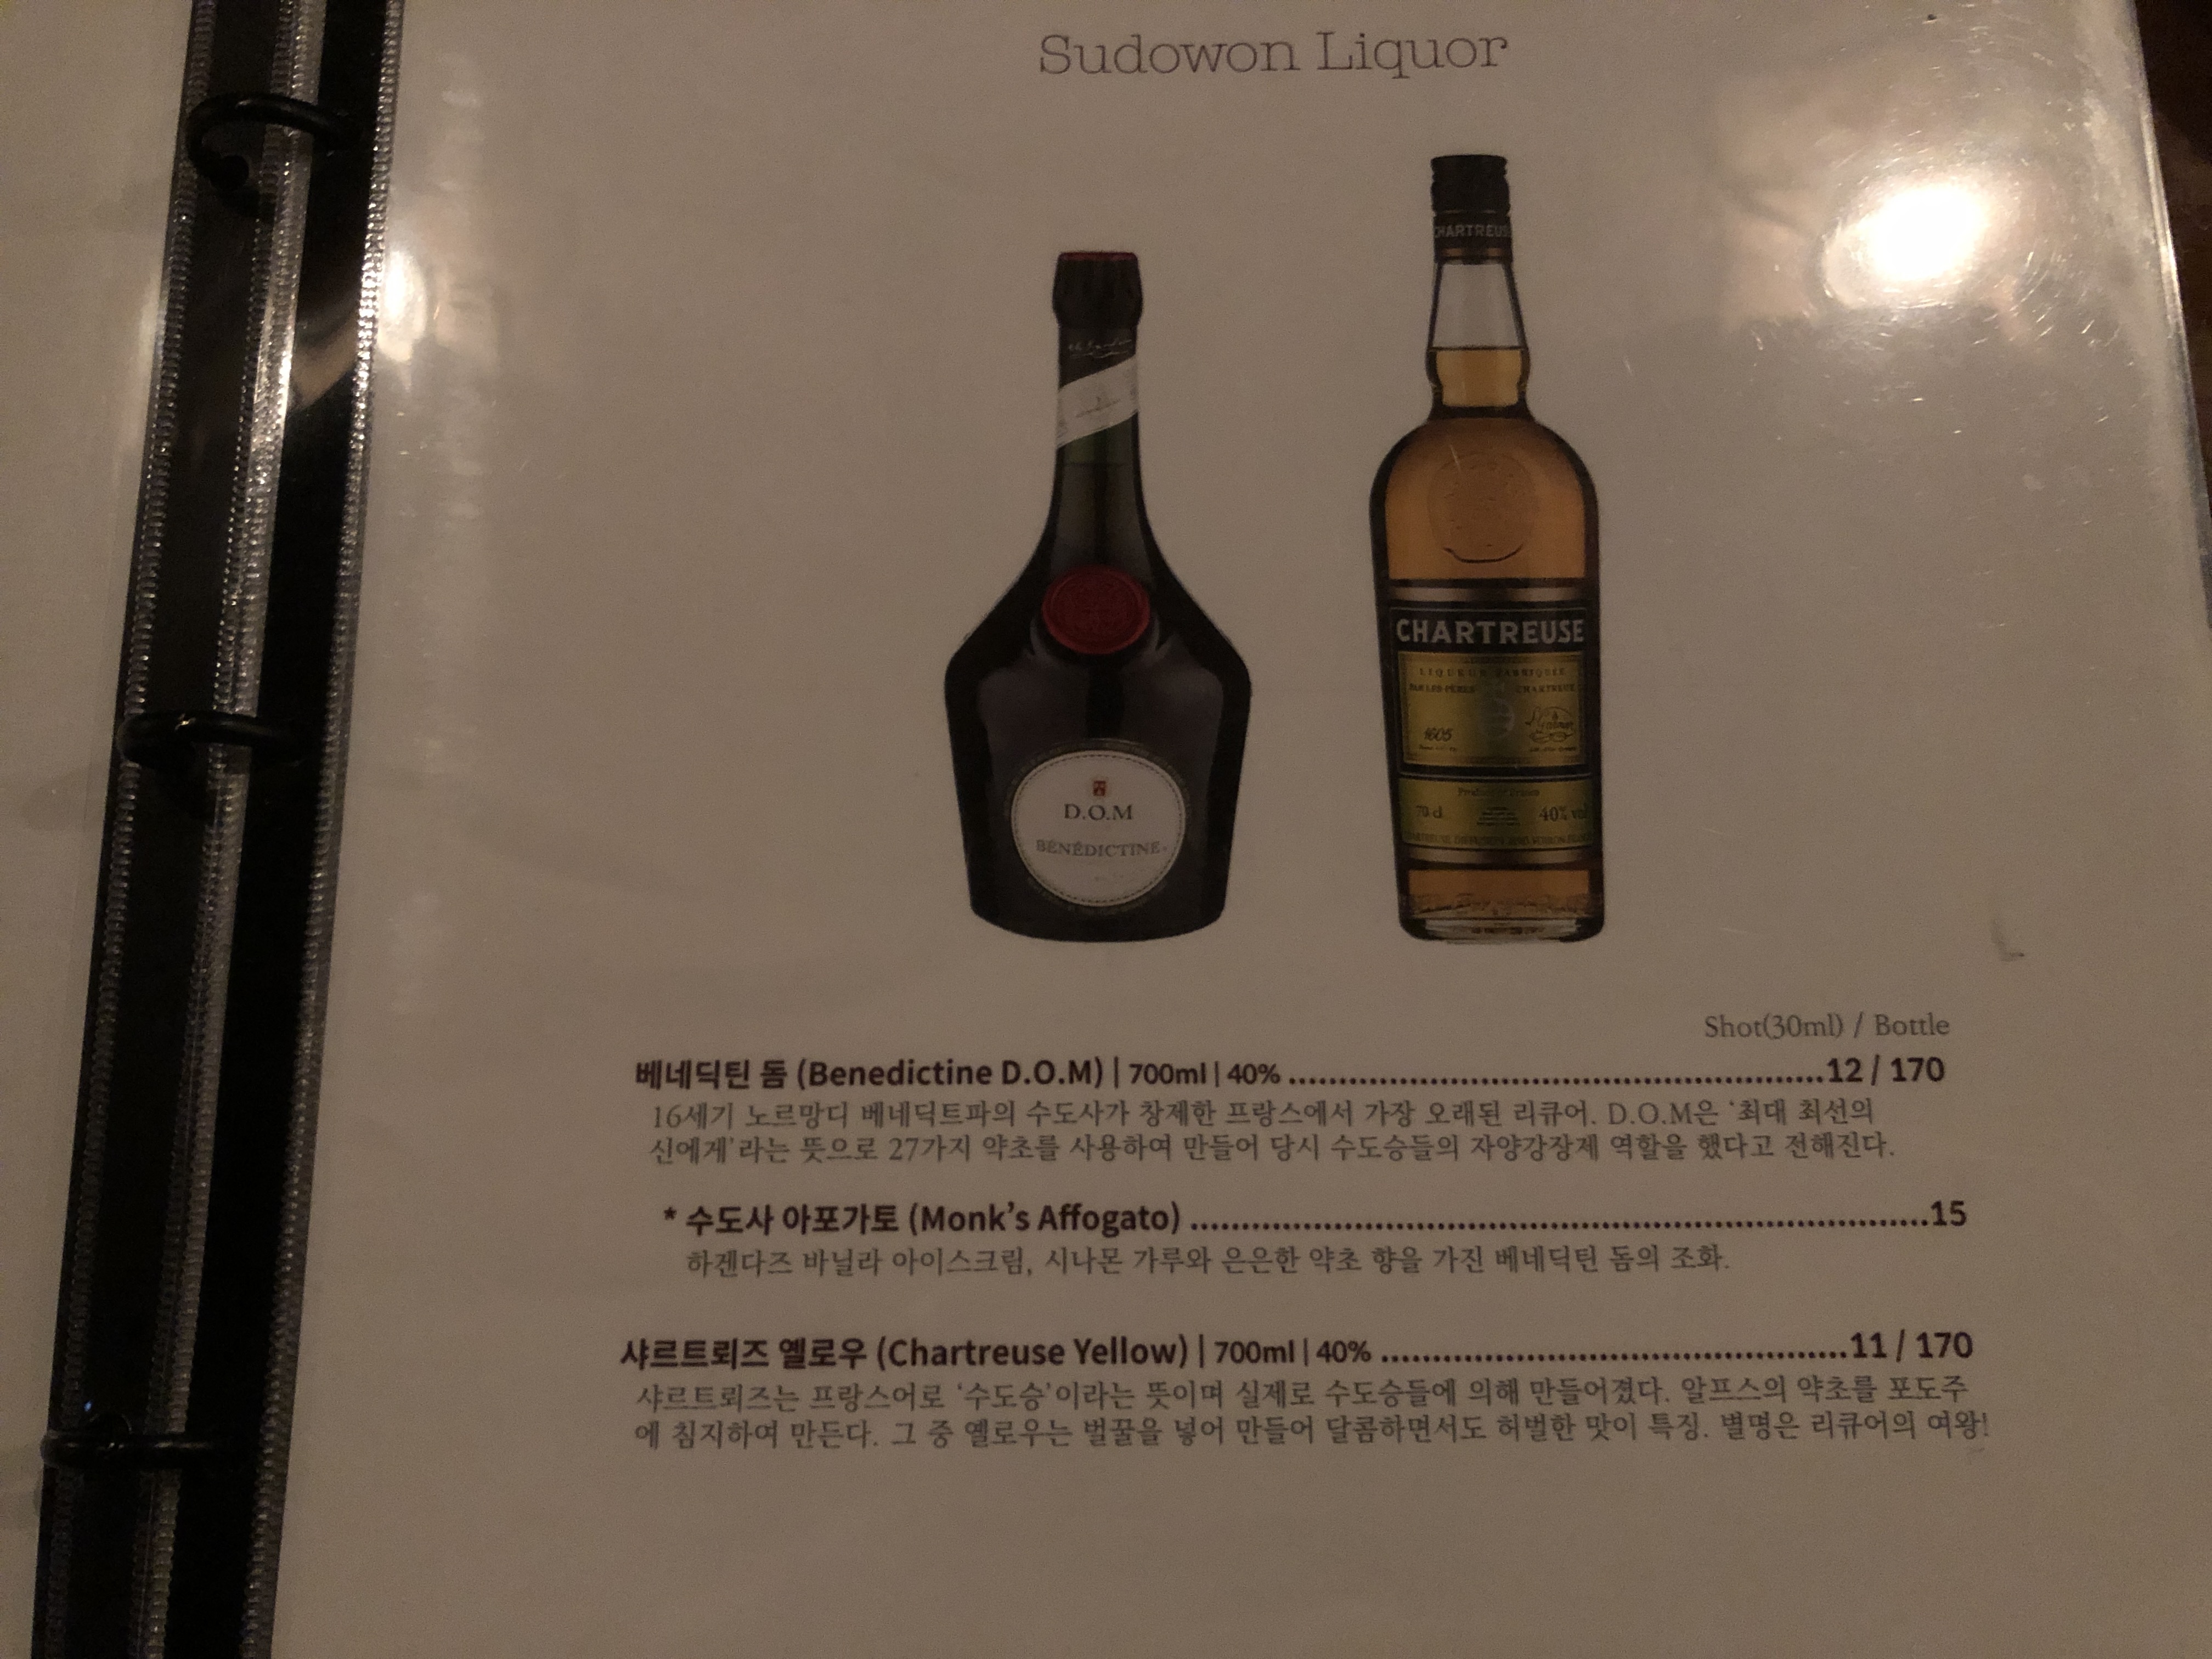 Sudowon Liquor
CHARTREUSE
CHARTREUSE
LIQUEUR FABRIQUÉE
PAR LES PÈRES CHARTREUX
1605
Product of France
70 cl 40% vol
D.O.M
BÉNÉDICTINE
Shot(30ml) / Bottle
베네딕틴 돔 (Benedictine D.O.M) | 700ml | 40% ........................................................12 / 170
16세기 노르망디 베네딕트파의 수도사가 창제한 프랑스에서 가장 오래된 리큐어. D.O.M은 ‘최대 최선의
신에게’라는 뜻으로 27가지 약초를 사용하여 만들어 당시 수도승들의 자양강장제 역할을 했다고 전해진다.
* 수도사 아포가토 (Monk’s Affogato) ..............................................................................15
하겐다즈 바닐라 아이스크림, 시나몬 가루와 은은한 약초 향을 가진 베네딕틴 돔의 조화.
샤르트뢰즈 옐로우 (Chartreuse Yellow) | 700ml | 40% .................................................11 / 170
샤르트뢰즈는 프랑스어로 ‘수도승’이라는 뜻이며 실제로 수도승들에 의해 만들어졌다. 알프스의 약초를 포도주
에 침지하여 만든다. 그 중 옐로우는 벌꿀을 넣어 만들어 달콤하면서도 허벌한 맛이 특징. 별명은 리큐어의 여왕!